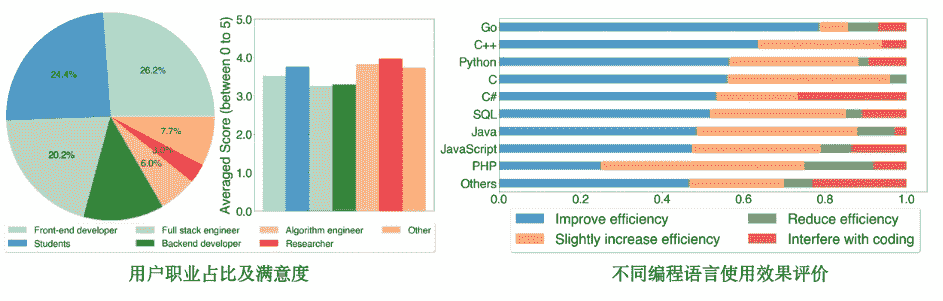 24.4%
26.2%
20.2%
7.7%
6.0%
Averaged Score (between 0 to 5)
5.0
4.0
3.0
2.0
1.0
0.0
Front-end developer
Full stack engineer
Algorithm engineer
Other
Students
Backend developer
Researcher
用户职业占比及满意度
Go
C++
Python
C
C#
SQL
Java
JavaScript
PHP
Others
0.0 0.2 0.4 0.6 0.8 1.0
Improve efficiency
Reduce efficiency
Slightly increase efficiency
Interfere with coding
不同编程语言使用效果评价